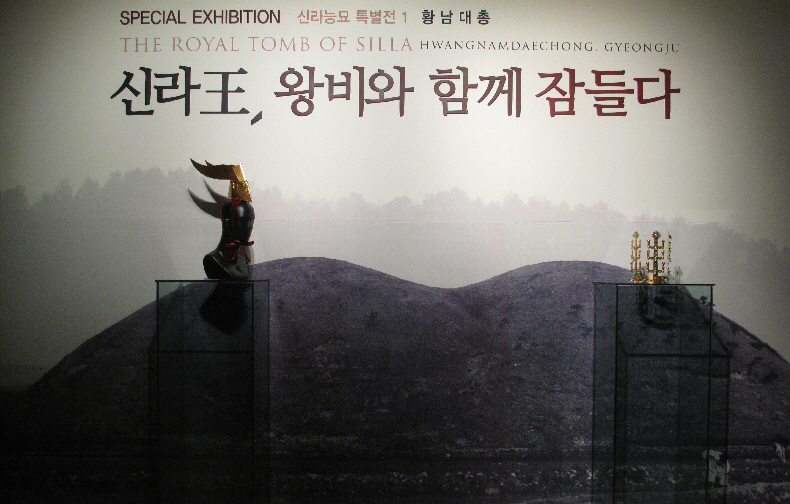 SPECIAL EXHIBITION 신라능묘 특별전 1 황남대총
THE ROYAL TOMB OF SILLA HWANGNAMDAECHONG, GYEONGJU
신라王, 왕비와 함께 잠들다